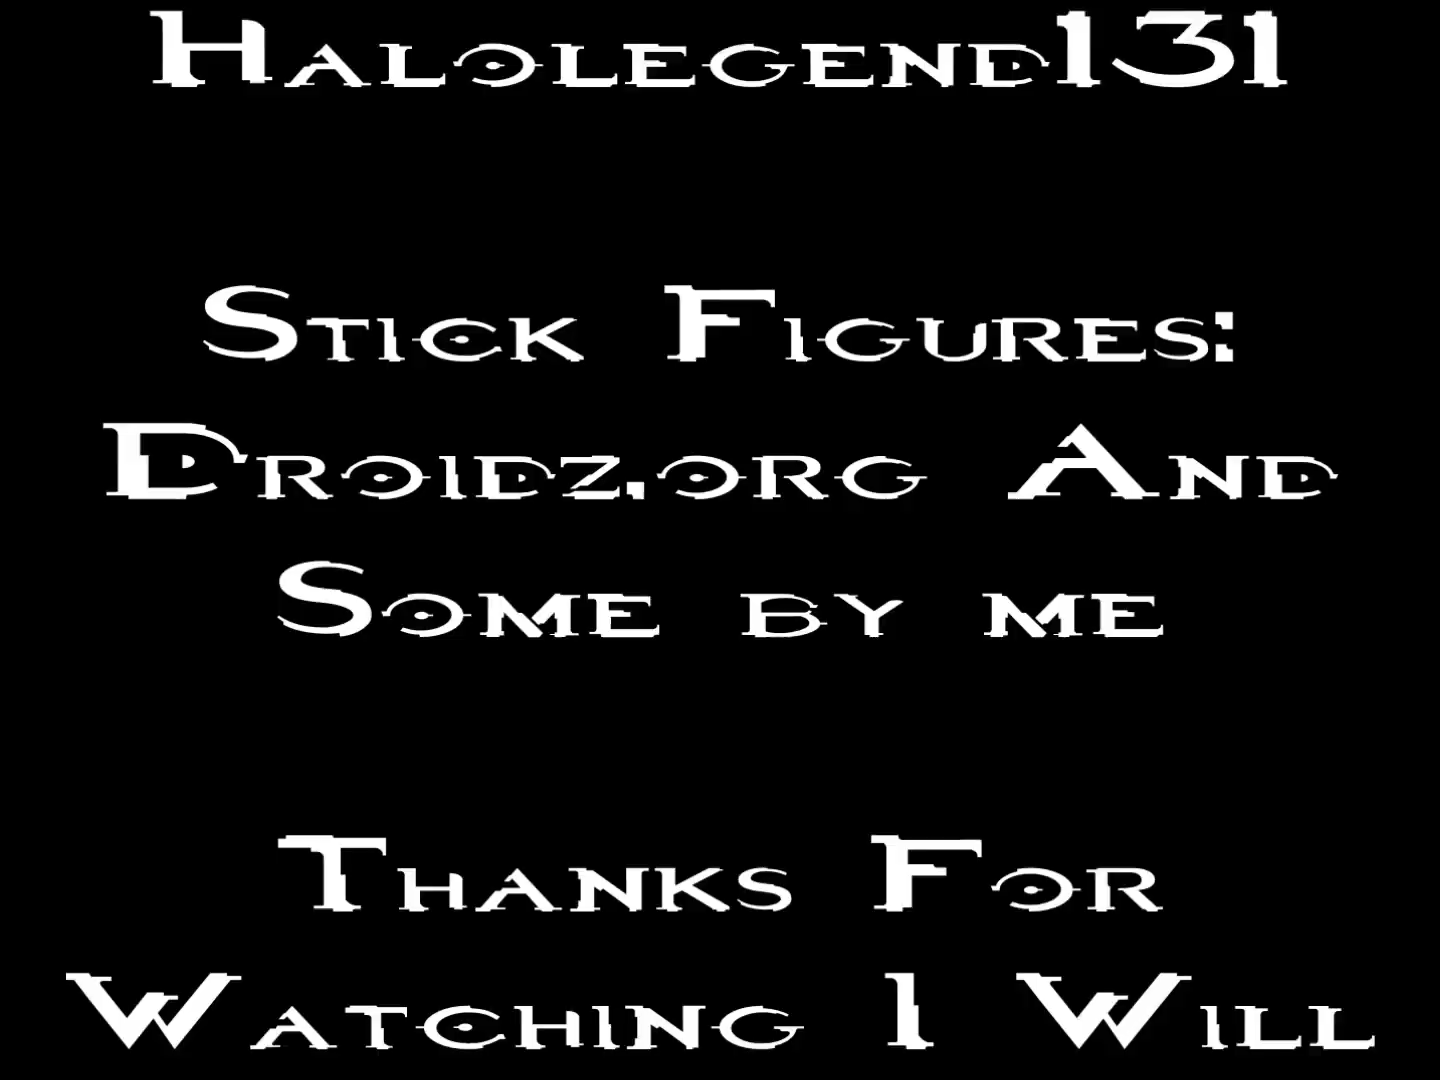 Halolegend131
Stick Figures:
Droidz.org And
Some by me
Thanks For
Watching I Will